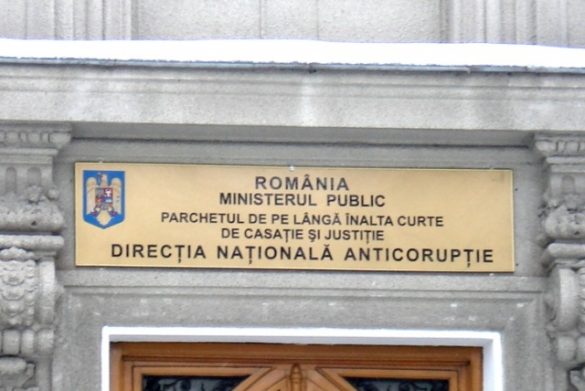 ROMÂNIA
MINISTERUL PUBLIC
PARCHETUL DE PE LÂNGĂ ÎNALTA CURTE
DE CASAȚIE ȘI JUSTIȚIE
DIRECȚIA NAȚIONALĂ ANTICORUPȚIE